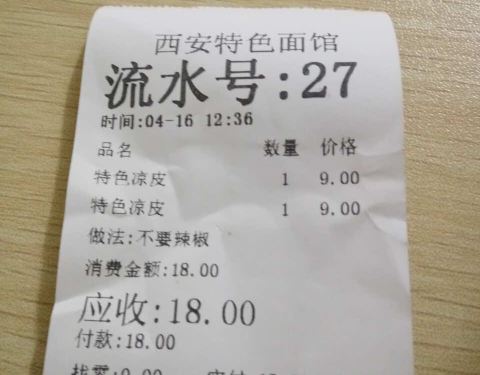 西安特色面馆
流水号:27
时间:04-16 12:36
品名 数量 价格
特色凉皮 1 9.00
特色凉皮 1 9.00
做法:不要辣椒
消费金额:18.00
应收:18.00
付款:18.00